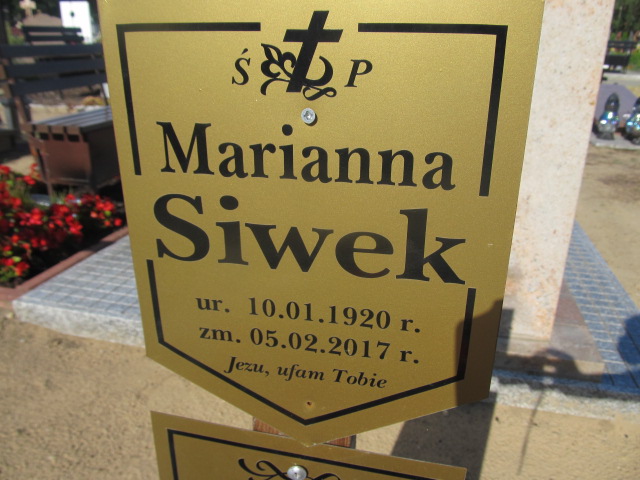 Ś P
Marianna
Siwek
ur. 10.01.1920 r.
zm. 05.02.2017 r.
Jezu, ufam Tobie